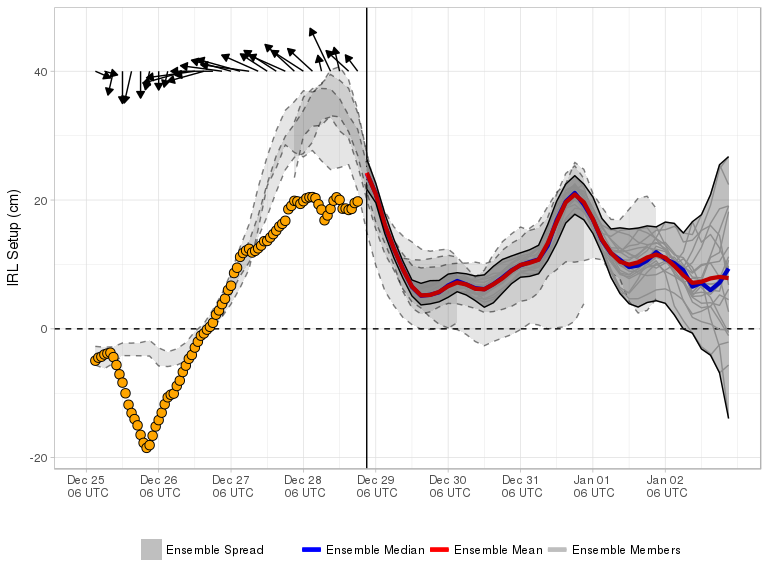 IRL Setup (cm)
40
20
0
-20
Dec 25
06 UTC
Dec 26
06 UTC
Dec 27
06 UTC
Dec 28
06 UTC
Dec 29
06 UTC
Dec 30
06 UTC
Dec 31
06 UTC
Jan 01
06 UTC
Jan 02
06 UTC
Ensemble Spread
Ensemble Median
Ensemble Mean
Ensemble Members